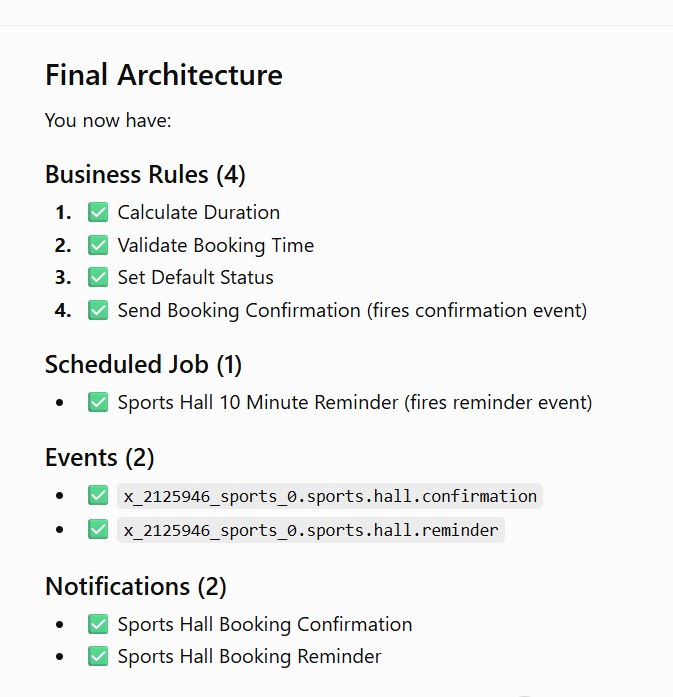 Final Architecture
You now have:
Business Rules (4)
1. ✅ Calculate Duration
2. ✅ Validate Booking Time
3. ✅ Set Default Status
4. ✅ Send Booking Confirmation (fires confirmation event)
Scheduled Job (1)
• ✅ Sports Hall 10 Minute Reminder (fires reminder event)
Events (2)
• ✅ x_2125946_sports_0.sports.hall.confirmation
• ✅ x_2125946_sports_0.sports.hall.reminder
Notifications (2)
• ✅ Sports Hall Booking Confirmation
• ✅ Sports Hall Booking Reminder